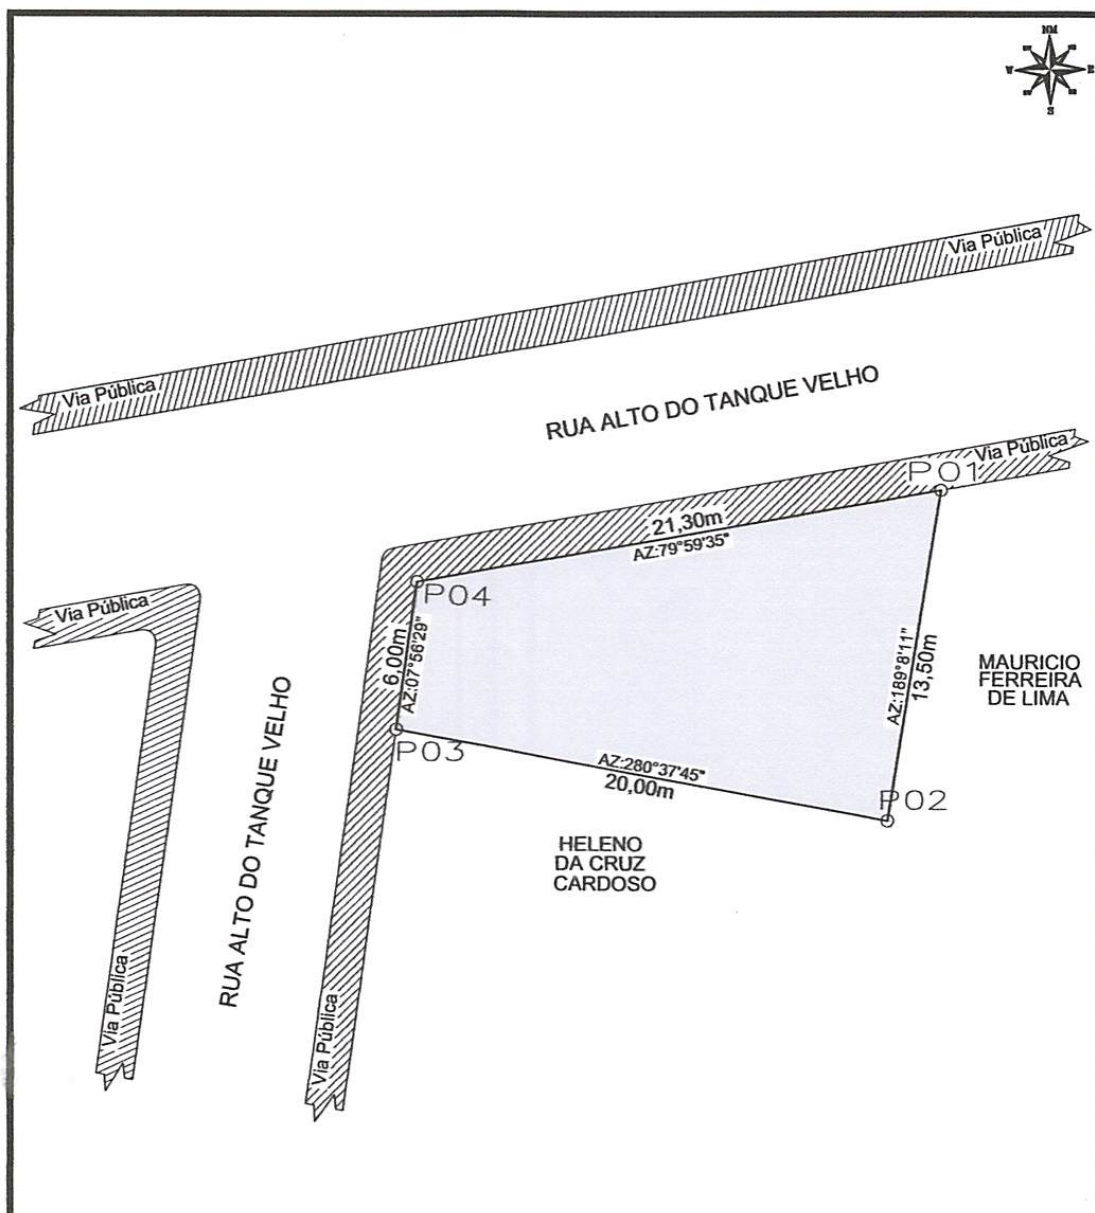 NM
W
E
S
Via Pública
Via Pública
RUA ALTO DO TANQUE VELHO
Via Pública
P01
21,30m
AZ:79°59'35"
P04
Via Pública
6,00m
AZ:07°56'29"
AZ:189°8'11"
13,50m
MAURICIO
FERREIRA
DE LIMA
P03
AZ:280°37'45"
20,00m
P02
RUA ALTO DO TANQUE VELHO
HELENO
DA CRUZ
CARDOSO
Via Pública
Via Pública